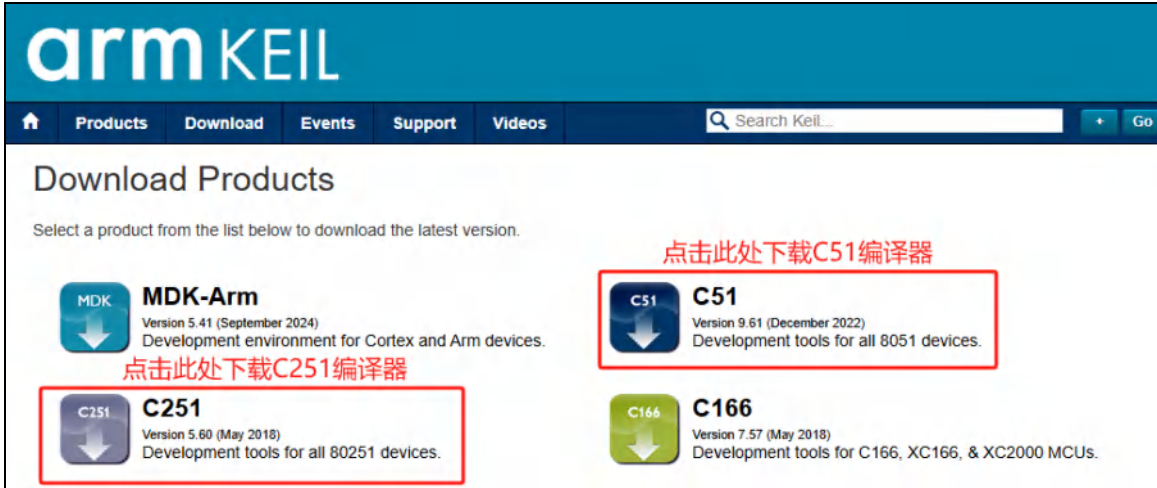 arm KEIL
Products Download Events Support Videos Search Keil... + Go
Download Products
Select a product from the list below to download the latest version.
点击此处下载C51编译器
MDK MDK-Arm
Version 5.41 (September 2024)
Development environment for Cortex and Arm devices.
C51 C51
Version 9.61 (December 2022)
Development tools for all 8051 devices.
点击此处下载C251编译器
C251 C251
Version 5.60 (May 2018)
Development tools for all 80251 devices.
C166 C166
Version 7.57 (May 2018)
Development tools for C166, XC166, & XC2000 MCUs.